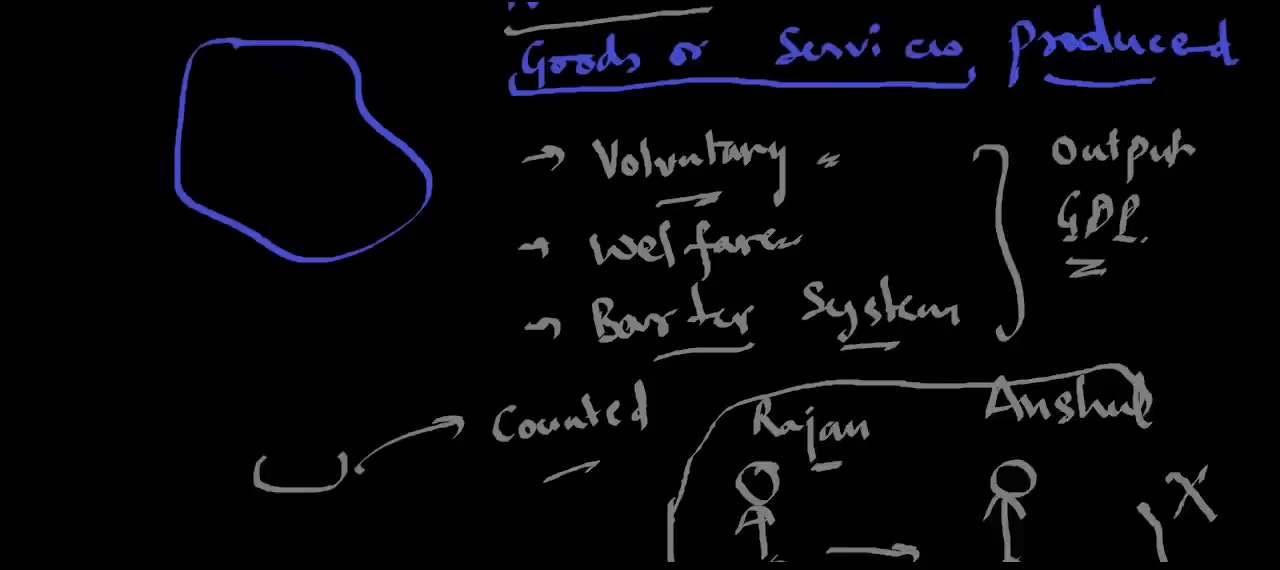 Goods or Services produced
→ Voluntary
Output
GDP.
→ Welfare
→ Barter System
Counted
Rajan
Anshul
X